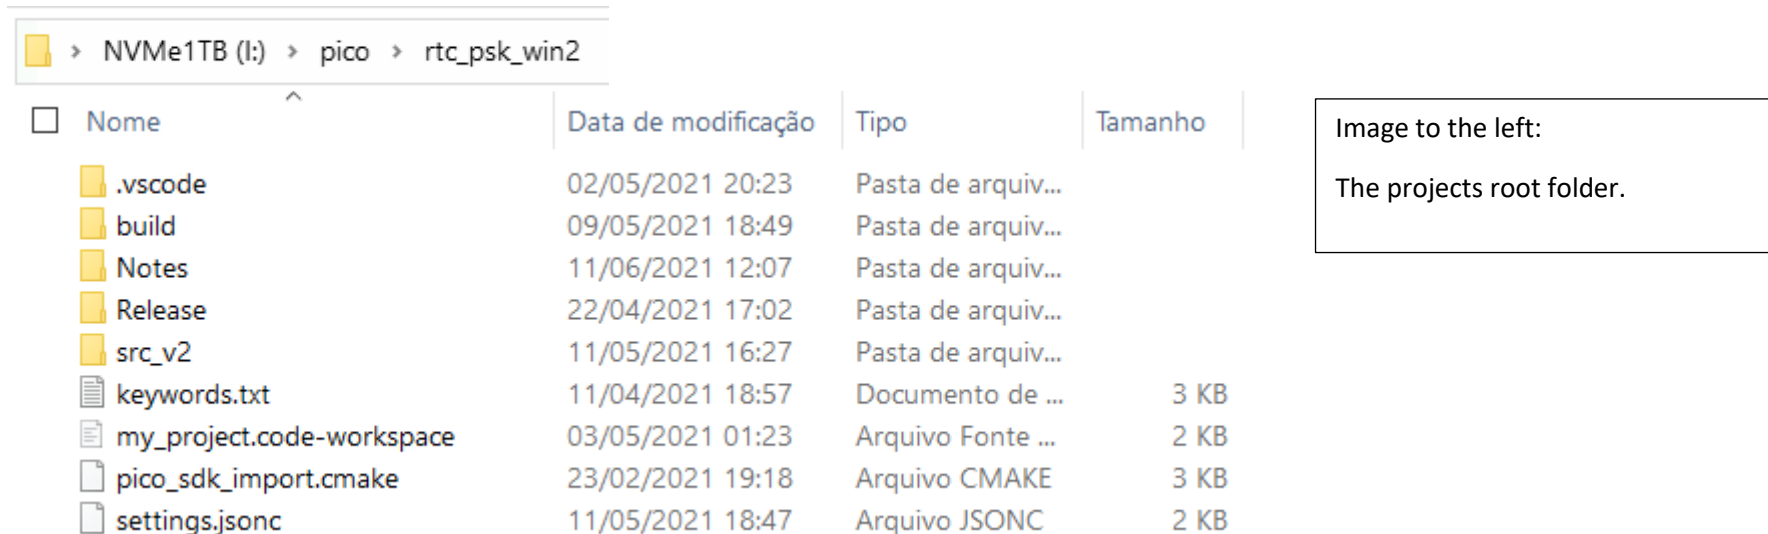 NVMe1TB (I:) > pico > rtc_psk_win2
Nome Data de modificação Tipo Tamanho
.vscode 02/05/2021 20:23 Pasta de arquiv...
build 09/05/2021 18:49 Pasta de arquiv...
Notes 11/06/2021 12:07 Pasta de arquiv...
Release 22/04/2021 17:02 Pasta de arquiv...
src_v2 11/05/2021 16:27 Pasta de arquiv...
keywords.txt 11/04/2021 18:57 Documento de ... 3 KB
my_project.code-workspace 03/05/2021 01:23 Arquivo Fonte ... 2 KB
pico_sdk_import.cmake 23/02/2021 19:18 Arquivo CMAKE 3 KB
settings.jsonc 11/05/2021 18:47 Arquivo JSONC 2 KB
Image to the left:
The projects root folder.